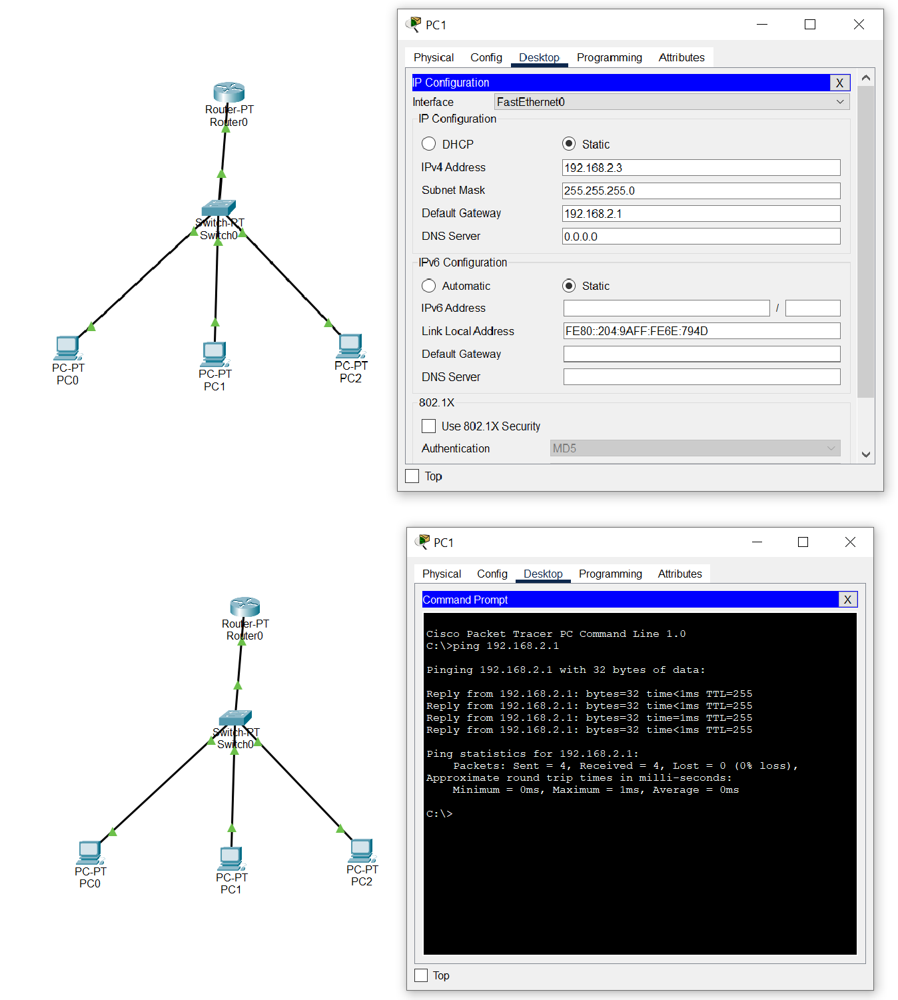 Router-PT
Router0
Switch-PT
Switch0
PC-PT
PC0
PC-PT
PC1
PC-PT
PC2
PC1
Physical Config Desktop Programming Attributes
IP Configuration X
Interface FastEthernet0
IP Configuration
DHCP Static
IPv4 Address 192.168.2.3
Subnet Mask 255.255.255.0
Default Gateway 192.168.2.1
DNS Server 0.0.0.0
IPv6 Configuration
Automatic Static
IPv6 Address /
Link Local Address FE80::204:9AFF:FE6E:794D
Default Gateway
DNS Server
802.1X
Use 802.1X Security
Authentication MD5
Top
Router-PT
Router0
Switch-PT
Switch0
PC-PT
PC0
PC-PT
PC1
PC-PT
PC2
PC1
Physical Config Desktop Programming Attributes
Command Prompt X
Cisco Packet Tracer PC Command Line 1.0
C:\>ping 192.168.2.1
Pinging 192.168.2.1 with 32 bytes of data:
Reply from 192.168.2.1: bytes=32 time<1ms TTL=255
Reply from 192.168.2.1: bytes=32 time<1ms TTL=255
Reply from 192.168.2.1: bytes=32 time=1ms TTL=255
Reply from 192.168.2.1: bytes=32 time<1ms TTL=255
Ping statistics for 192.168.2.1:
Packets: Sent = 4, Received = 4, Lost = 0 (0% loss),
Approximate round trip times in milli-seconds:
Minimum = 0ms, Maximum = 1ms, Average = 0ms
C:\>
Top